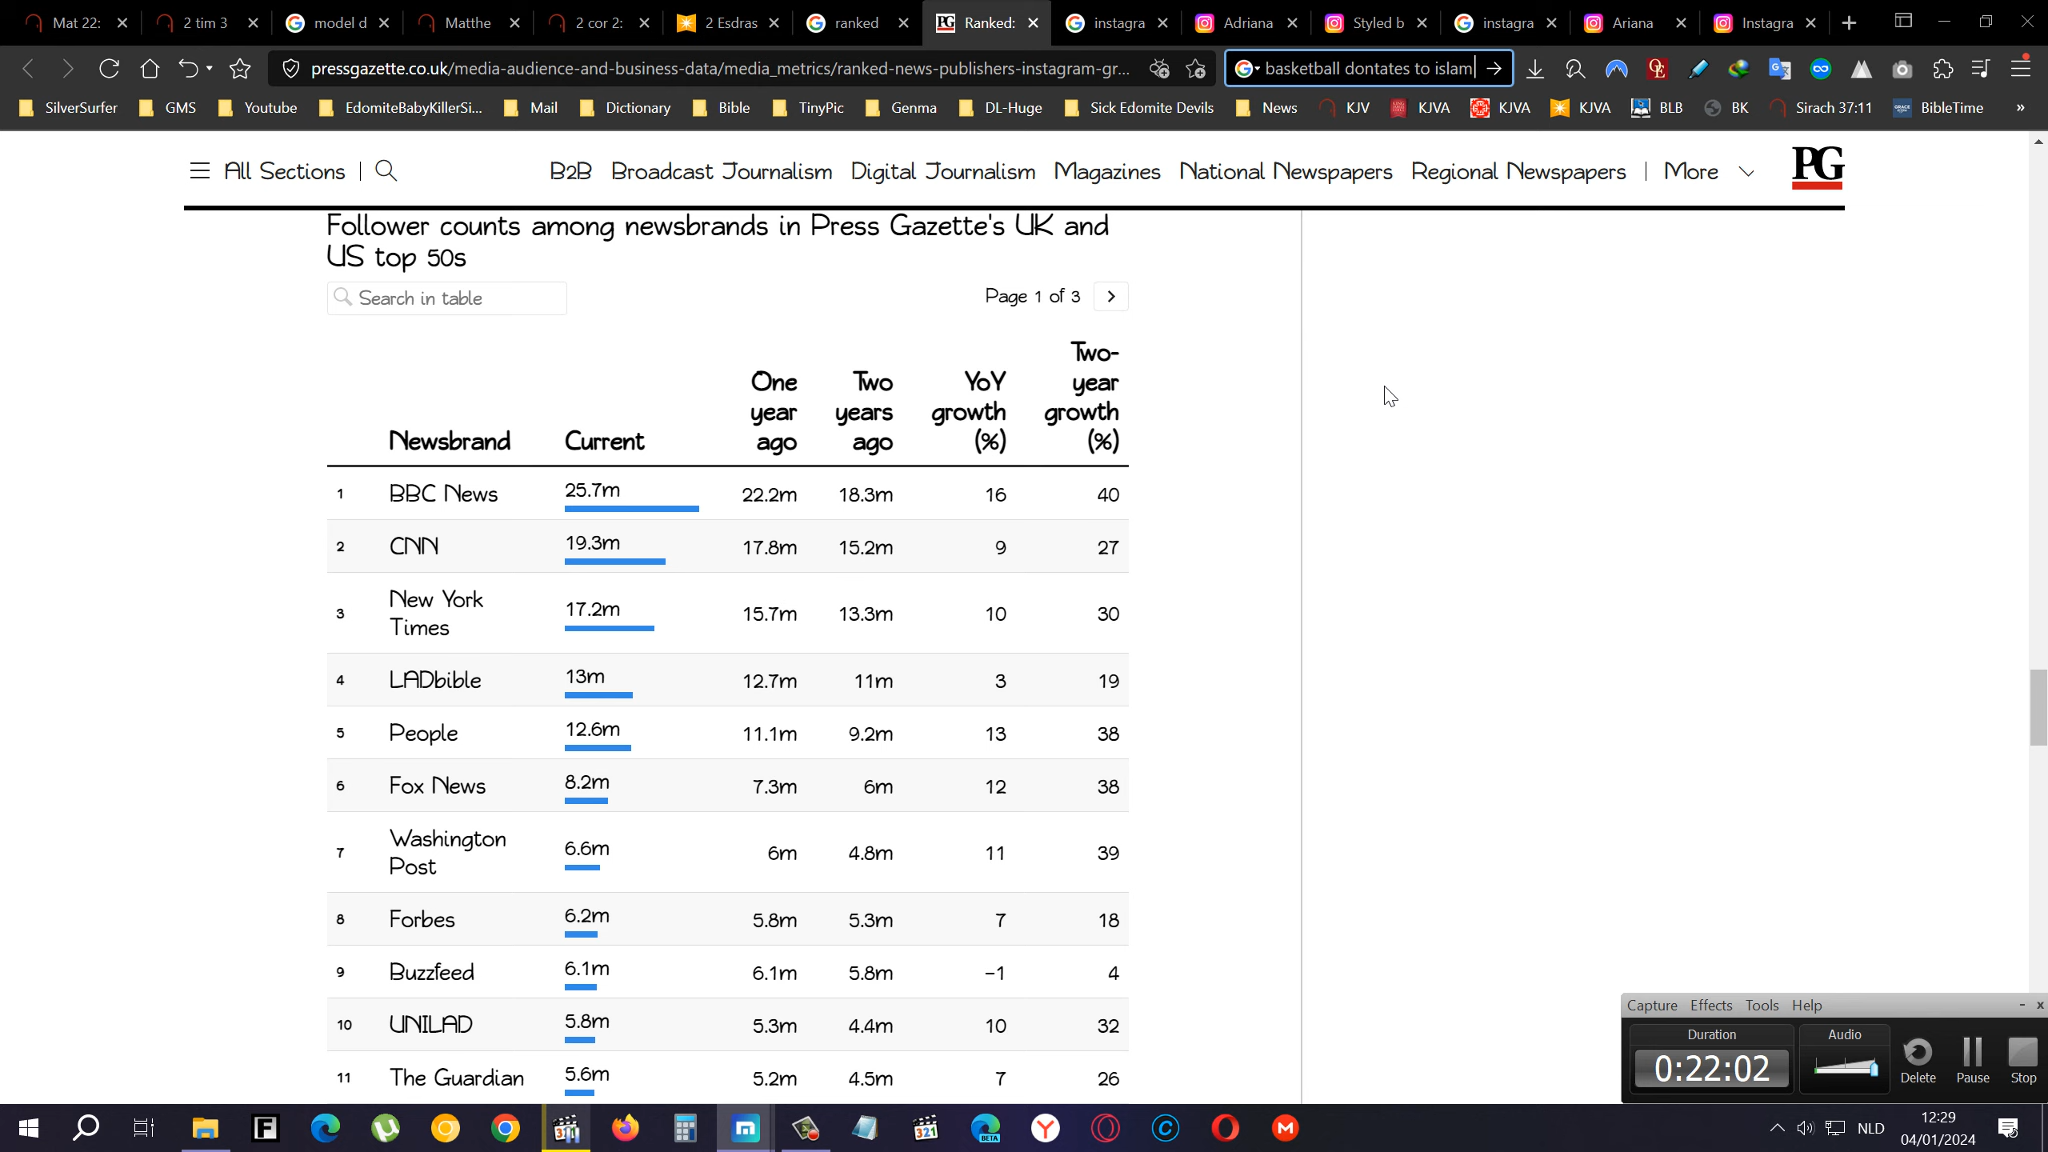 Mat 22:
2 tim 3
model d
Matthe
2 cor 2:
2 Esdras
ranked
Ranked:
instagra
Adriana
Styled b
instagra
Ariana
Instagra
pressgazette.co.uk/media-audience-and-business-data/media_metrics/ranked-news-publishers-instagram-gr...
basketball dontates to islam
SilverSurfer
GMS
Youtube
EdomiteBabyKillerSi...
Mail
Dictionary
Bible
TinyPic
Genma
DL-Huge
Sick Edomite Devils
News
KJV
KJVA
KJVA
KJVA
BLB
BK
Sirach 37:11
BibleTime
All Sections
B2B
Broadcast Journalism
Digital Journalism
Magazines
National Newspapers
Regional Newspapers
More
PG
Follower counts among newsbrands in Press Gazette's UK and
US top 50s
Search in table
Page 1 of 3
Newsbrand Current One year ago Two years ago YoY growth (%) Two-year growth (%)
1 BBC News 25.7m 22.2m 18.3m 16 40
2 CNN 19.3m 17.8m 15.2m 9 27
3 New York Times 17.2m 15.7m 13.3m 10 30
4 LADbible 13m 12.7m 11m 3 19
5 People 12.6m 11.1m 9.2m 13 38
6 Fox News 8.2m 7.3m 6m 12 38
7 Washington Post 6.6m 6m 4.8m 11 39
8 Forbes 6.2m 5.8m 5.3m 7 18
9 Buzzfeed 6.1m 6.1m 5.8m −1 4
10 UNILAD 5.8m 5.3m 4.4m 10 32
11 The Guardian 5.6m 5.2m 4.5m 7 26
Capture Effects Tools Help
Duration
0:22:02
Audio
Delete
Pause
Stop
NLD
12:29
04/01/2024